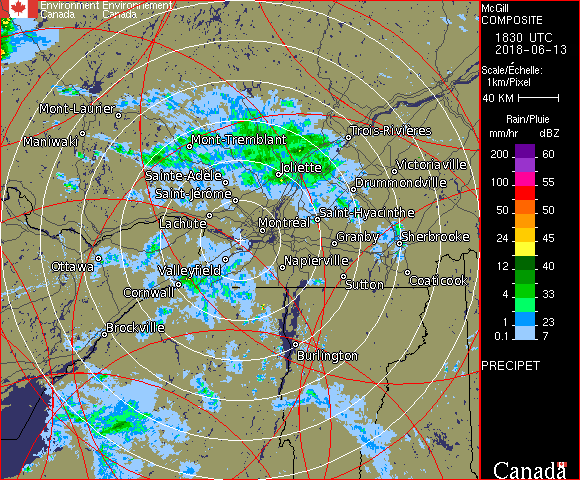 Environment Environnement
Canada Canada
McGill
COMPOSITE
1830 UTC
2018-06-13
Scale/Échelle:
1km/Pixel
40 KM
Rain/Pluie
mm/hr dBZ
200 60
100 55
50 50
24 45
12 40
4 33
1 23
0.1 7
PRECIPET
Canada
Mont-Laurier
Maniwaki
Mont-Tremblant
Trois-Rivières
Joliette
Victoriaville
Sainte-Adèle
Drummondville
Saint-Jérôme
Saint-Hyacinthe
Lachute
Montréal
Granby
Sherbrooke
Ottawa
Valleyfield
Napierville
Cornwall
Sutton
Coaticook
Brockville
Burlington